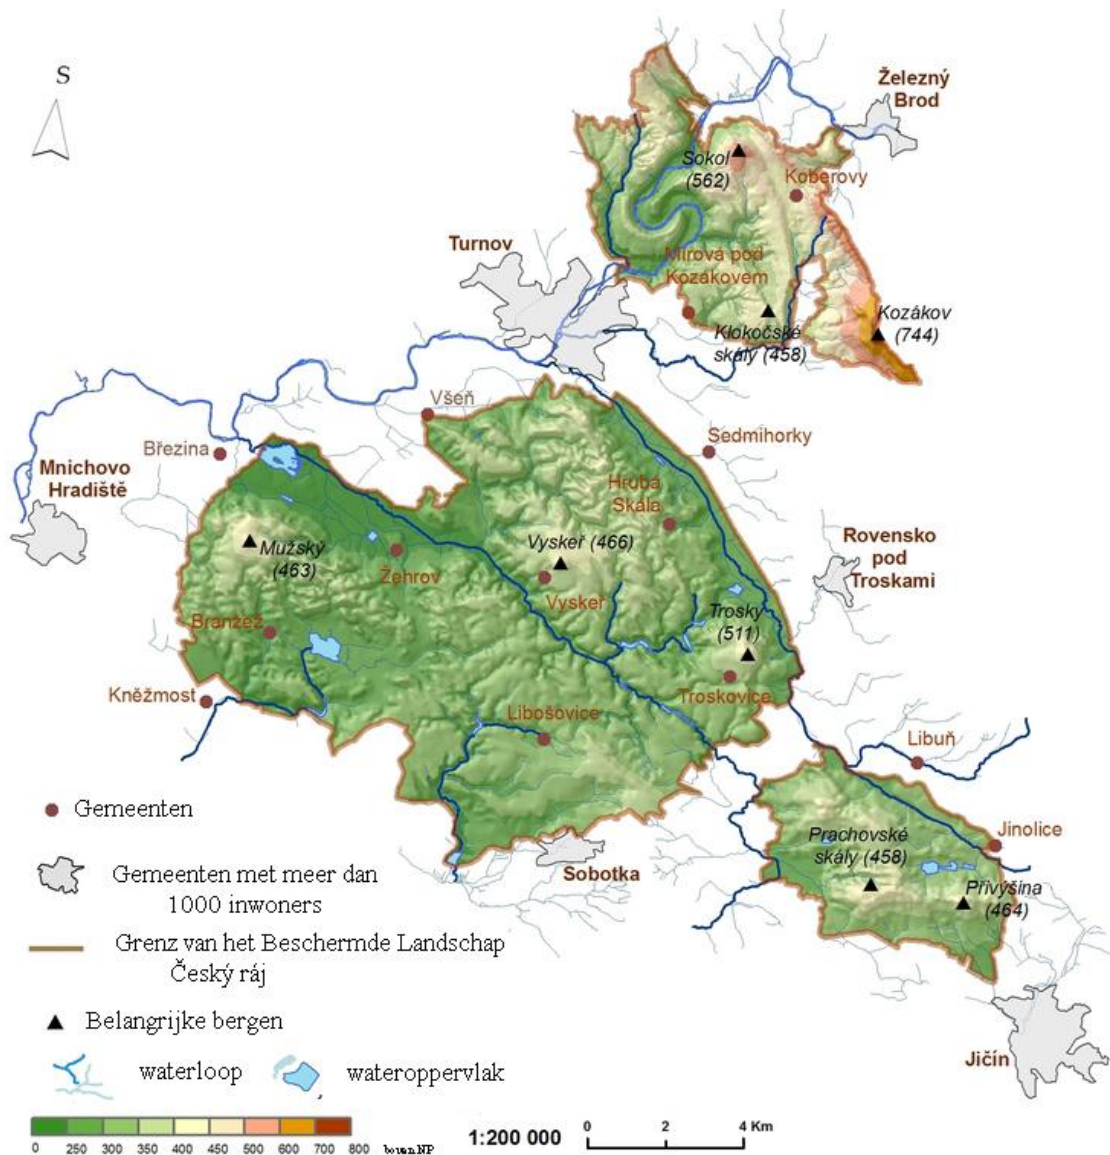 S
Železný
Brod
Sokol
(562)
Koberovy
Turnov
Mírová pod
Kozákovem
Kozákov
(744)
Klokočské
skály (458)
Všeň
Březina
Sedmihorky
Mnichovo
Hradiště
Hrubá
Skála
Vyskeř (466)
Mužský
(463)
Žehrov
Vyskeř
Rovensko
pod
Troskami
Trosky
(511)
Branžež
Kněžmost
Troskovice
Libošovice
Libuň
Gemeenten
Jinolice
Prachovské
skály (458)
Sobotka
Přivýšina
(464)
Gemeenten met meer dan
1000 inwoners
Grenz van het Beschermde Landschap
Český ráj
Belangrijke bergen
Jičín
waterloop
wateroppervlak
0 250 300 350 400 450 500 600 700 800 boven NP
1:200 000
0 2 4 Km